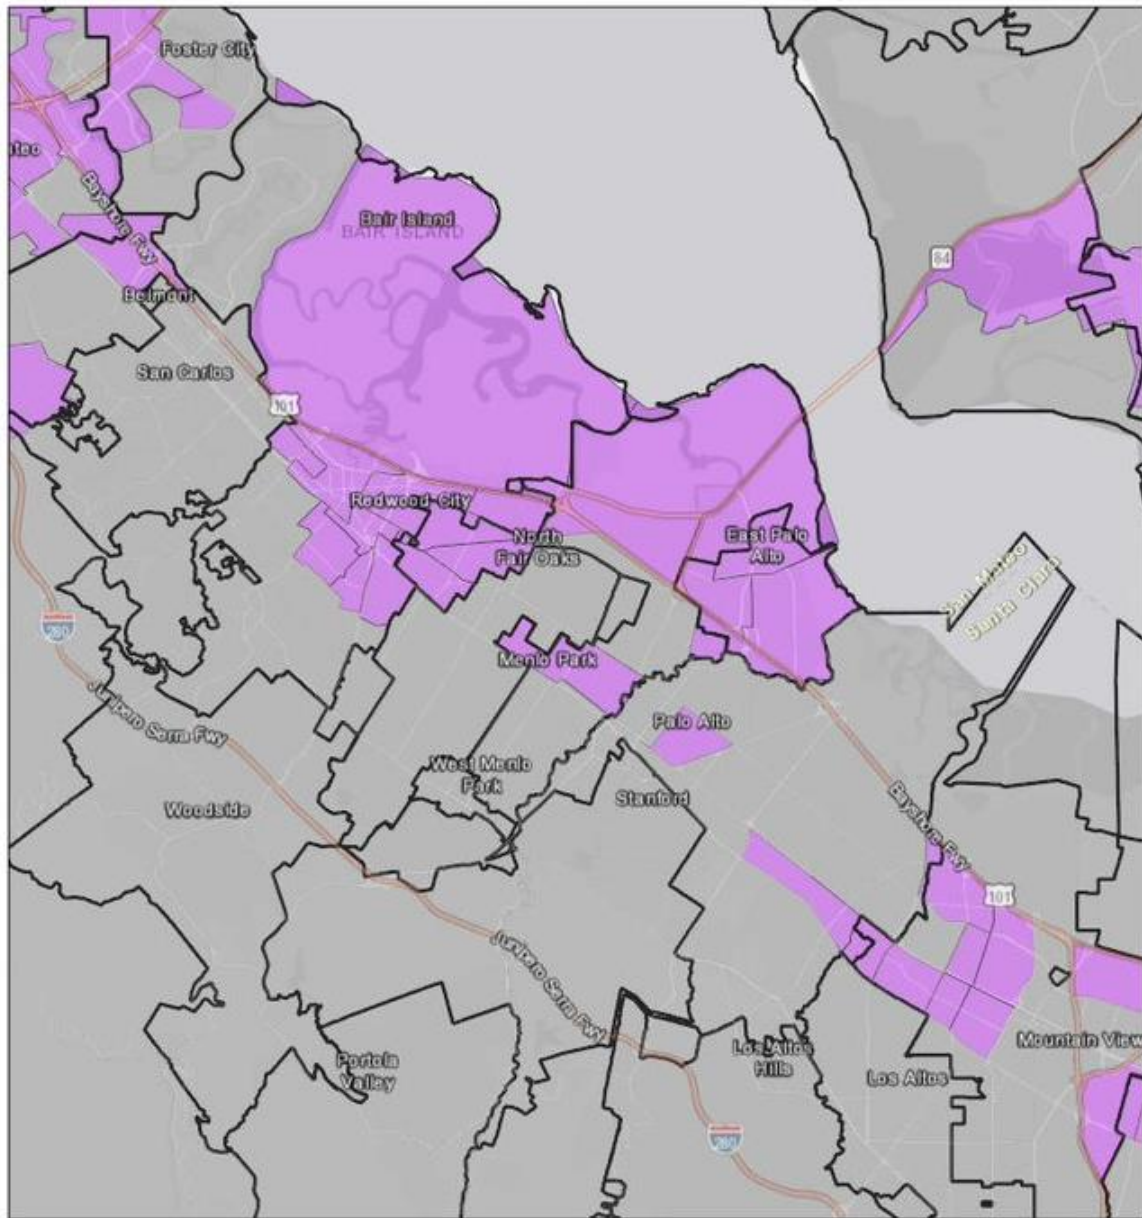 Foster City
ateo
Bayshore Fwy
Bair Island
BAIR ISLAND
84
Belmont
San Carlos
101
Redwood City
North
Fair Oaks
East Palo
Alto
San Mateo
Santa Clara
280
Menlo Park
Junipero Serra Fwy
Palo Alto
West Menlo
Park
Stanford
Woodside
Bayshore Fwy
101
Junipero Serra Fwy
Portola
Valley
Los Altos
Hills
Los Altos
Mountain View
280